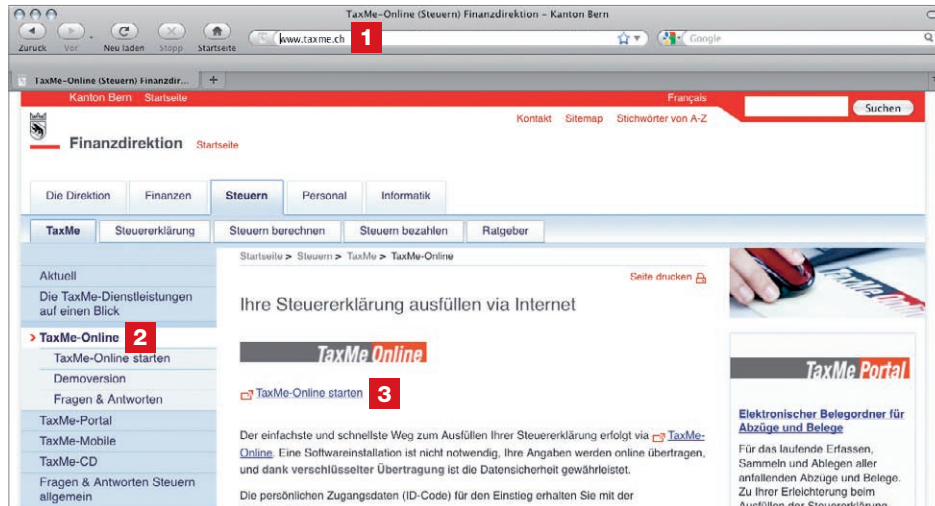 TaxMe-Online (Steuern) Finanzdirektion – Kanton Bern
www.taxme.ch
1
Google
Zurück Vor Neu laden Stopp Startseite
TaxMe-Online (Steuern) Finanzdir... +
Kanton Bern Startseite
Français
Suchen
Kontakt Sitemap Stichwörter von A-Z
Finanzdirektion Startseite
Die Direktion Finanzen Steuern Personal Informatik
TaxMe Steuererklärung Steuern berechnen Steuern bezahlen Ratgeber
Startseite > Steuern > TaxMe > TaxMe-Online
Seite drucken
Aktuell
Die TaxMe-Dienstleistungen
auf einen Blick
> TaxMe-Online 2
TaxMe-Online starten
Demoversion
Fragen & Antworten
TaxMe-Portal
TaxMe-Mobile
TaxMe-CD
Fragen & Antworten Steuern
allgemein
Ihre Steuererklärung ausfüllen via Internet
TaxMe Online
TaxMe-Online starten 3
Der einfachste und schnellste Weg zum Ausfüllen Ihrer Steuererklärung erfolgt via TaxMe-
Online. Eine Softwareinstallation ist nicht notwendig, Ihre Angaben werden online übertragen,
und dank verschlüsselter Übertragung ist die Datensicherheit gewährleistet.
Die persönlichen Zugangsdaten (ID-Code) für den Einstieg erhalten Sie mit der
TaxMe
TaxMe Portal
Elektronischer Belegordner für
Abzüge und Belege
Für das laufende Erfassen,
Sammeln und Ablegen aller
anfallenden Abzüge und Belege.
Zu Ihrer Erleichterung beim
Ausfüllen der Steuererklärung